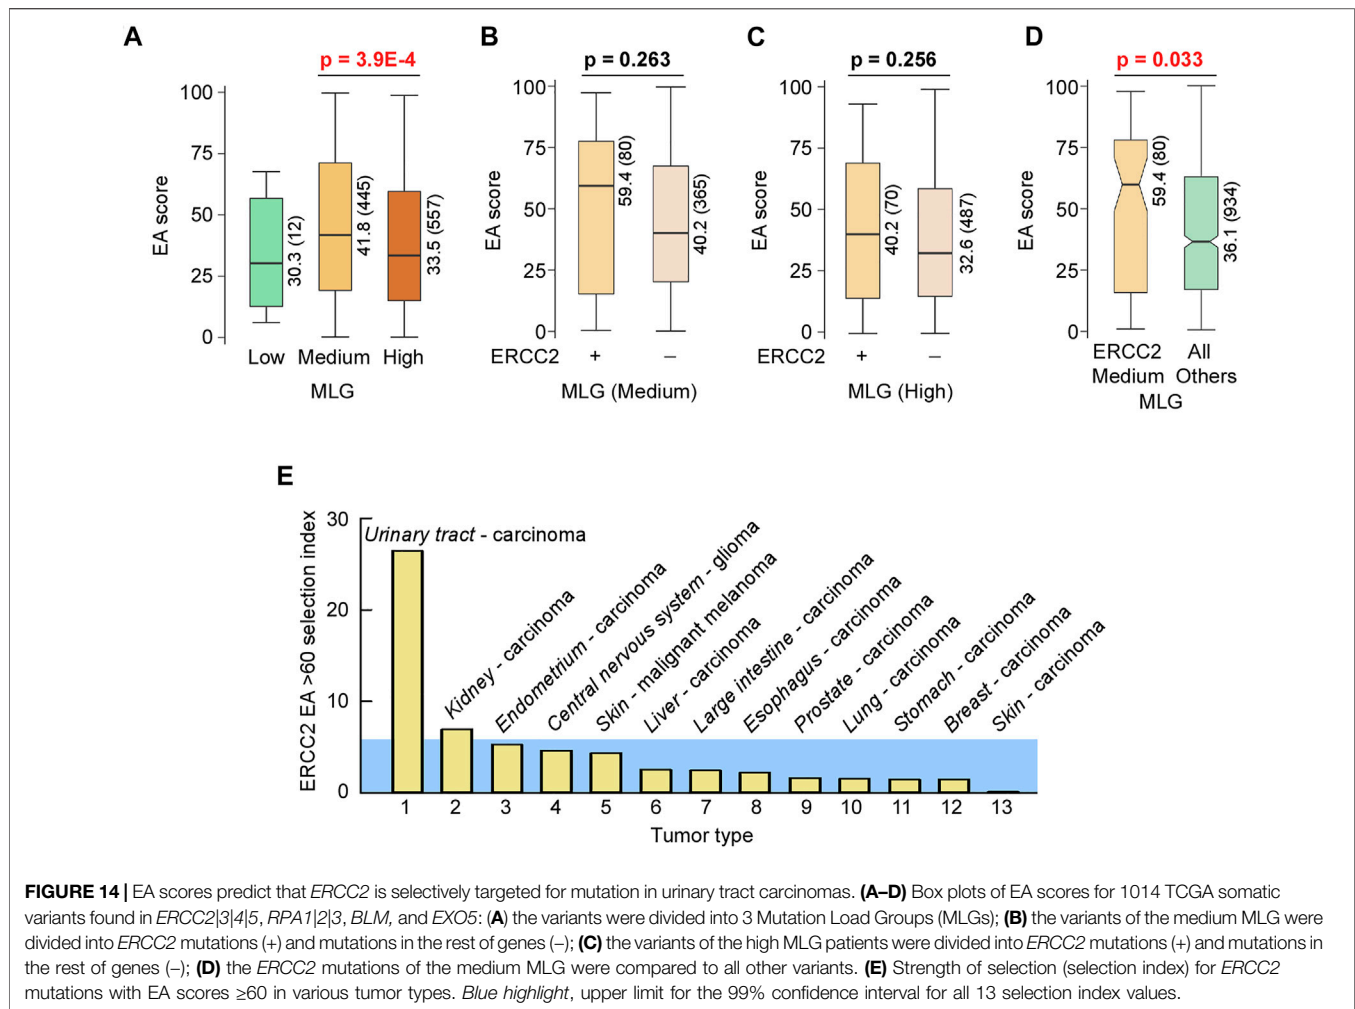 A
p = 3.9E-4
EA score
100
75
50
25
0
30.3 (12)
41.8 (445)
33.5 (557)
Low Medium High
MLG
B
p = 0.263
EA score
100
75
50
25
0
59.4 (80)
40.2 (365)
ERCC2 + –
MLG (Medium)
C
p = 0.256
EA score
100
75
50
25
0
40.2 (70)
32.6 (487)
ERCC2 + –
MLG (High)
D
p = 0.033
EA score
100
75
50
25
0
59.4 (80)
36.1 (934)
ERCC2 All
Medium Others
MLG
E
ERCC2 EA >60 selection index
30
20
10
0
Urinary tract - carcinoma
Kidney - carcinoma
Endometrium - carcinoma
Central nervous system - glioma
Skin - malignant melanoma
Liver - carcinoma
Large intestine - carcinoma
Esophagus - carcinoma
Prostate - carcinoma
Lung - carcinoma
Stomach - carcinoma
Breast - carcinoma
Skin - carcinoma
1 2 3 4 5 6 7 8 9 10 11 12 13
Tumor type
FIGURE 14 | EA scores predict that ERCC2 is selectively targeted for mutation in urinary tract carcinomas. (A–D) Box plots of EA scores for 1014 TCGA somatic
variants found in ERCC2|3|4|5, RPA1|2|3, BLM, and EXO5: (A) the variants were divided into 3 Mutation Load Groups (MLGs); (B) the variants of the medium MLG were
divided into ERCC2 mutations (+) and mutations in the rest of genes (–); (C) the variants of the high MLG patients were divided into ERCC2 mutations (+) and mutations in
the rest of genes (–); (D) the ERCC2 mutations of the medium MLG were compared to all other variants. (E) Strength of selection (selection index) for ERCC2
mutations with EA scores ≥60 in various tumor types. Blue highlight, upper limit for the 99% confidence interval for all 13 selection index values.